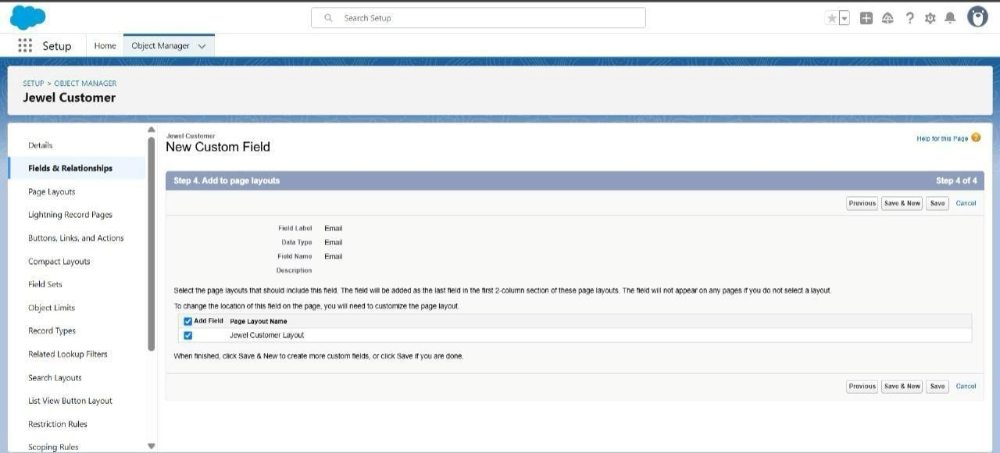 Search Setup
Setup
Home
Object Manager
SETUP > OBJECT MANAGER
Jewel Customer
Details
Fields & Relationships
Page Layouts
Lightning Record Pages
Buttons, Links, and Actions
Compact Layouts
Field Sets
Object Limits
Record Types
Related Lookup Filters
Search Layouts
List View Button Layout
Restriction Rules
Scoping Rules
Jewel Customer
New Custom Field
Help for this Page ?
Step 4. Add to page layouts Step 4 of 4
Previous Save & New Save Cancel
Field Label Email
Data Type Email
Field Name Email
Description
Select the page layouts that should include this field. The field will be added as the last field in the first 2-column section of these page layouts. The field will not appear on any pages if you do not select a layout.
To change the location of this field on the page, you will need to customize the page layout.
Add Field Page Layout Name
Jewel Customer Layout
When finished, click Save & New to create more custom fields, or click Save if you are done.
Previous Save & New Save Cancel